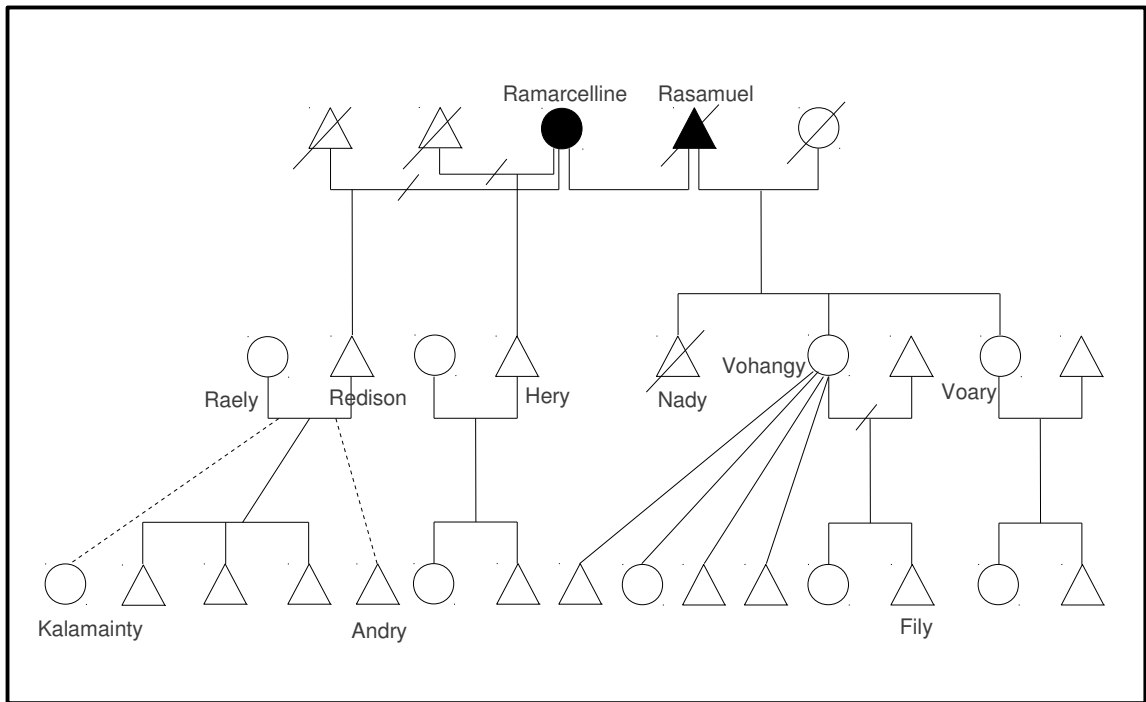 Ramarcelline
Rasamuel
Raely
Redison
Hery
Nady
Vohangy
Voary
Kalamainty
Andry
Fily